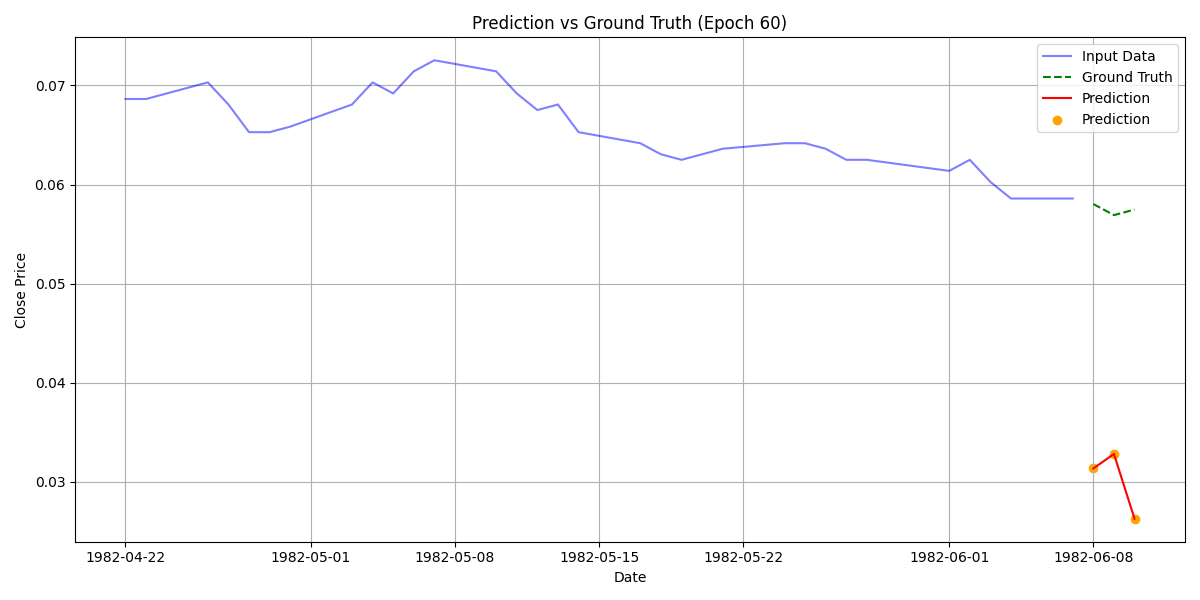 Prediction vs Ground Truth (Epoch 60)
Input Data
Ground Truth
Prediction
Prediction
Close Price
0.07
0.06
0.05
0.04
0.03
1982-04-22
1982-05-01
1982-05-08
1982-05-15
1982-05-22
1982-06-01
1982-06-08
Date